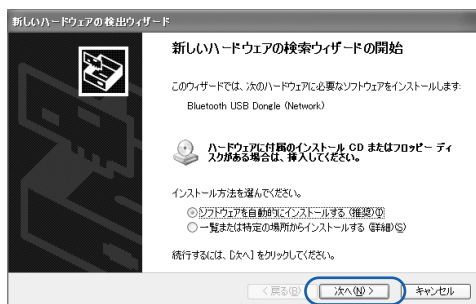 新しいハードウェアの検出ウィザード
新しいハードウェアの検索ウィザードの開始
このウィザードでは、次のハードウェアに必要なソフトウェアをインストールします:
Bluetooth USB Dongle (Network)
ハードウェアに付属のインストール CD またはフロッピー ディ
スクがある場合は、挿入してください。
インストール方法を選んでください。
ソフトウェアを自動的にインストールする (推奨)(I)
一覧または特定の場所からインストールする (詳細)(S)
続行するには、[次へ] をクリックしてください。
< 戻る(B) 次へ(N) > キャンセル